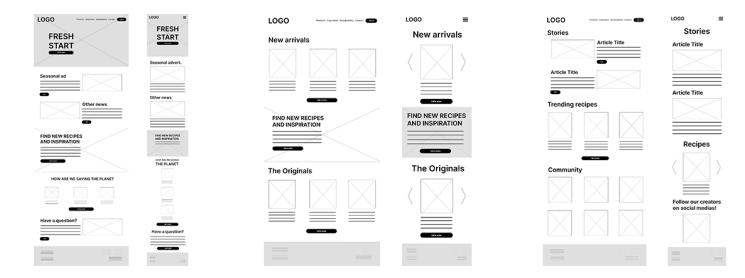 LOGO
FRESH
START
Seasonal ad
Other news
FIND NEW RECIPES
AND INSPIRATION
HOW ARE WE SAVING THE PLANET
Have a question?
LOGO
FRESH
START
Seasonal advert.
Other news
FIND NEW RECIPES
AND INSPIRATION
THE PLANET
Have a question?
LOGO
New arrivals
FIND NEW RECIPES
AND INSPIRATION
The Originals
LOGO
New arrivals
FIND NEW RECIPES
AND INSPIRATION
The Originals
LOGO
Stories
Article Title
Article Title
Trending recipes
Community
LOGO
Stories
Article Title
Article Title
Recipes
Follow our creators
on social medias!